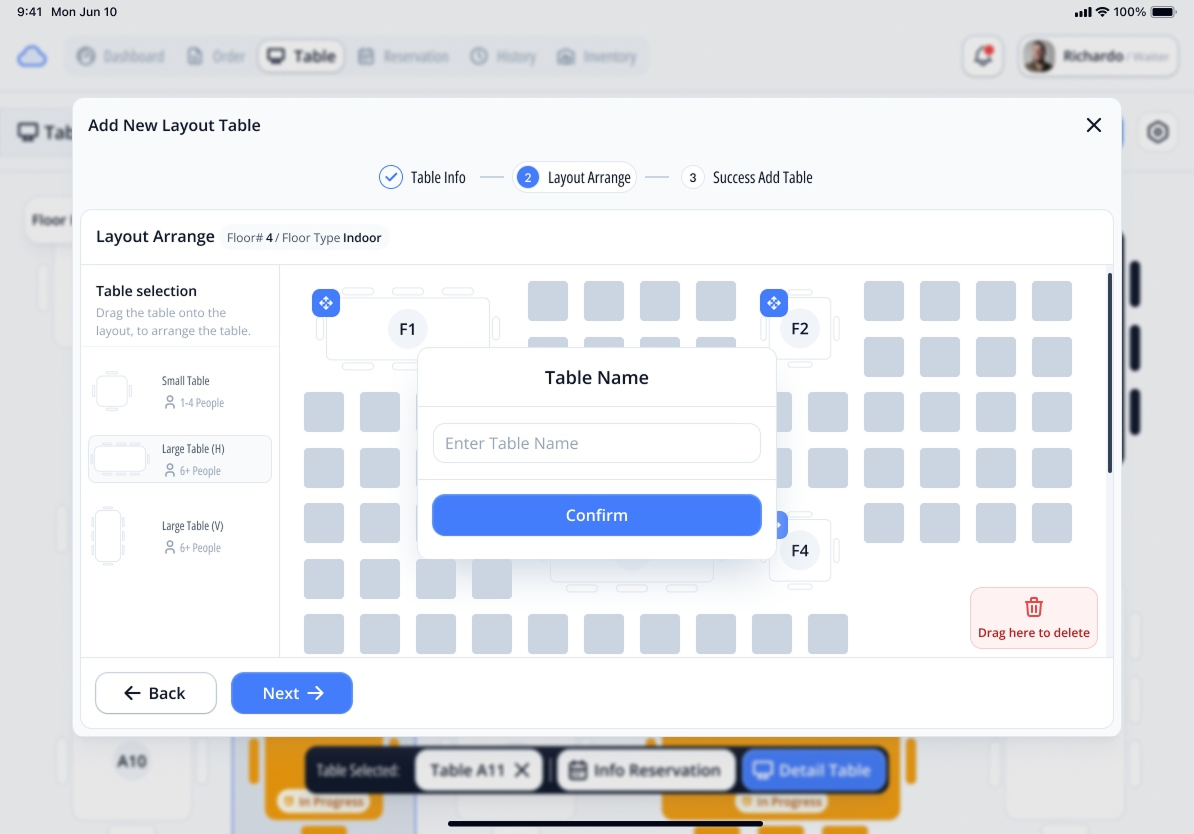 9:41 Mon Jun 10
100%
Dashboard
Order
Table
Reservation
History
Inventory
Richardo / Waiter
Add New Layout Table
Table Info
2 Layout Arrange
3 Success Add Table
Floor
Layout Arrange Floor# 4 / Floor Type Indoor
Table selection
Drag the table onto the
layout, to arrange the table.
Small Table
1-4 People
Large Table (H)
6+ People
Large Table (V)
6+ People
F1
F2
Table Name
Enter Table Name
Confirm
F4
Drag here to delete
Back
Next
A10
Table Selected:
Table A11
Info Reservation
Detail Table
In Progress
In Progress